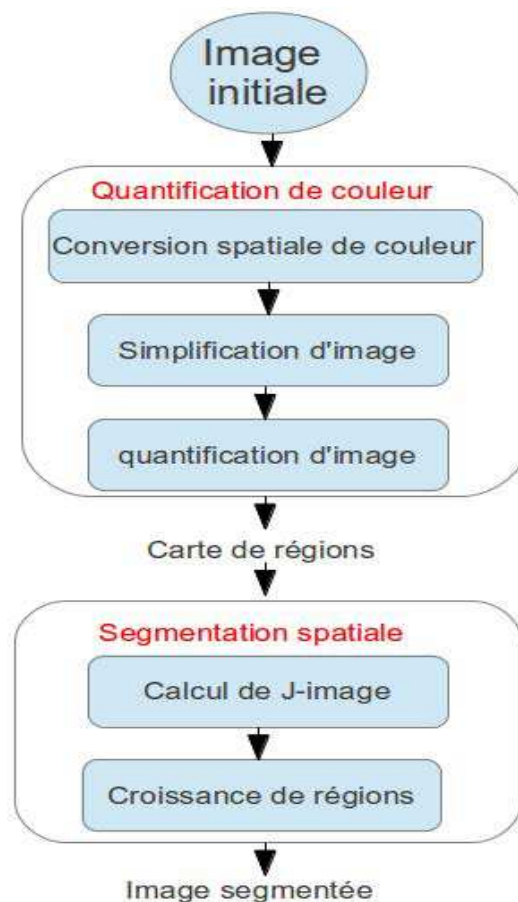 Image
initiale
Quantification de couleur
Conversion spatiale de couleur
Simplification d'image
quantification d'image
Carte de régions
Segmentation spatiale
Calcul de J-image
Croissance de régions
Image segmentée